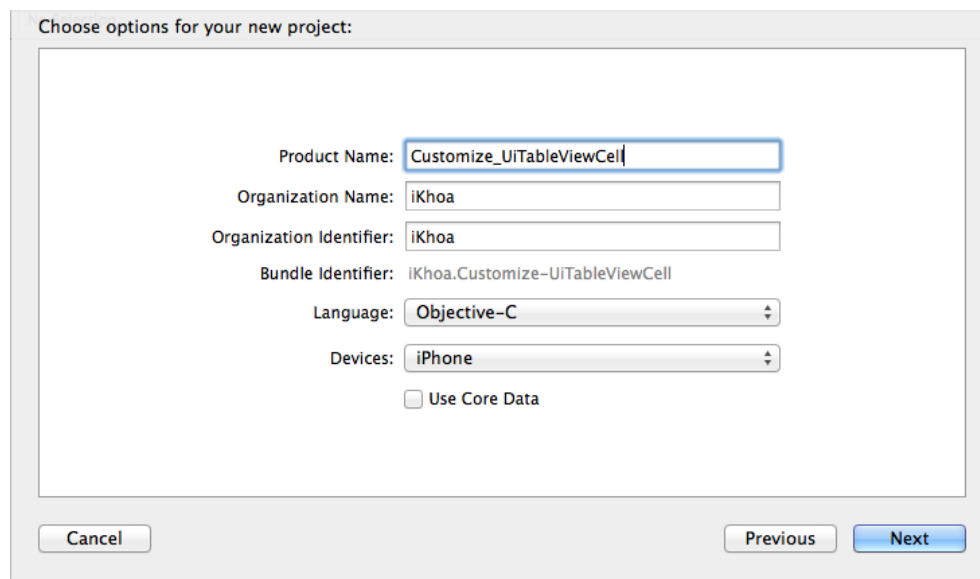 Choose options for your new project:
Product Name: Customize_UiTableViewCell
Organization Name: iKhoa
Organization Identifier: iKhoa
Bundle Identifier: iKhoa.Customize-UiTableViewCell
Language: Objective-C
Devices: iPhone
Use Core Data
Cancel Previous Next